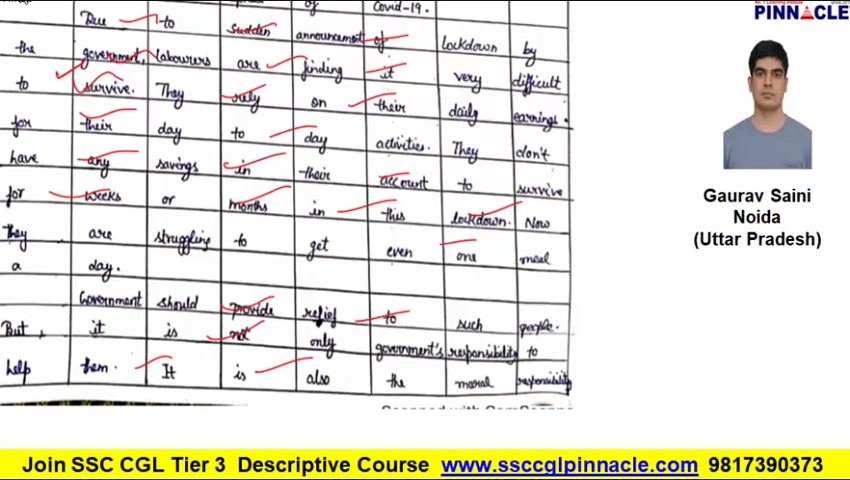 of Covid-19.
Due to Sudden announcement of lockdown by
the government, labourers are finding it very difficult
to survive. They rely on their daily earnings.
for their day to day activities. They don't
have any savings in their account to survive
for weeks or months in this lockdown. Now
They are struggling to get even one meal
a day.
Government should provide relief to such people.
But, it is not only government's responsibility to
help them. It is also the moral responsibility
PINNACLE
Gaurav Saini
Noida
(Uttar Pradesh)
Join SSC CGL Tier 3 Descriptive Course www.ssccglpinnacle.com 9817390373